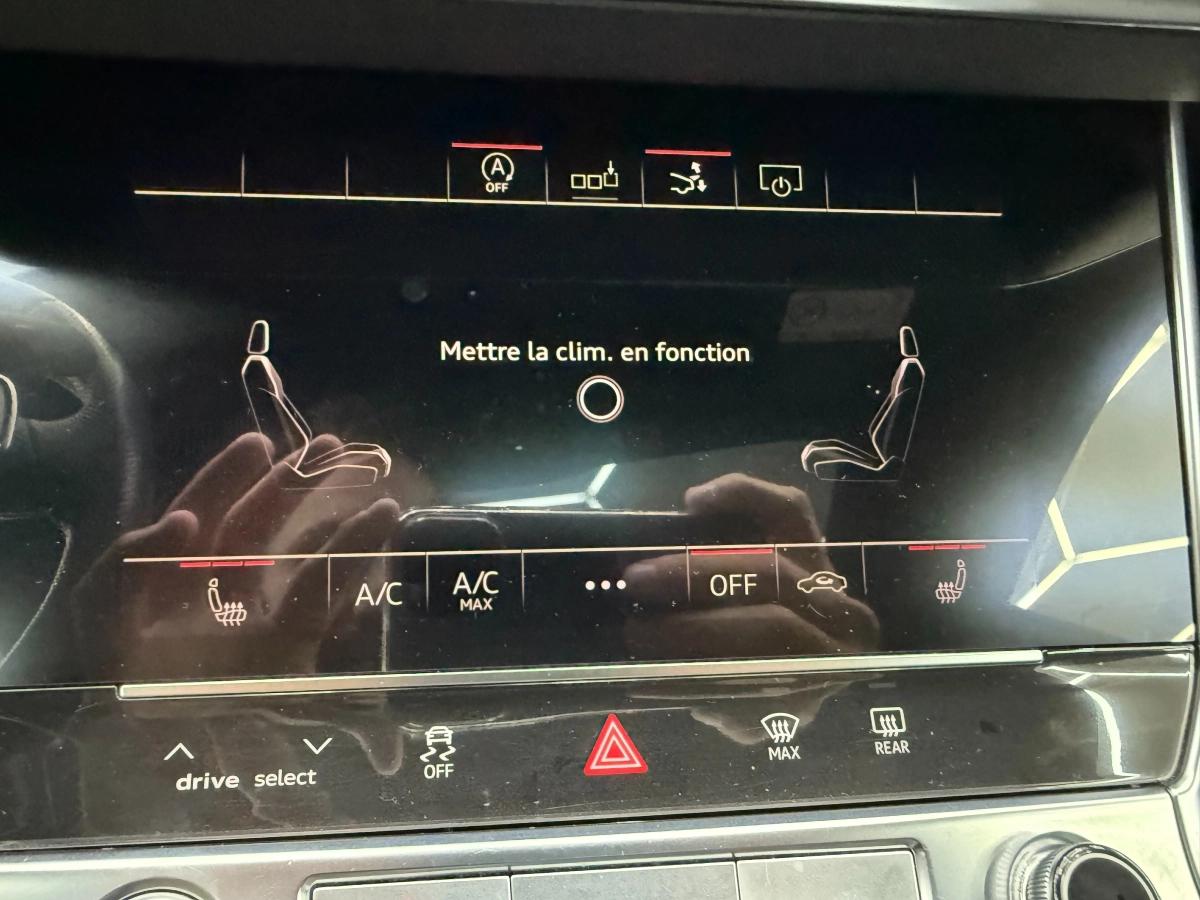 A
OFF
Mettre la clim. en fonction
A/C
A/C
MAX
OFF
drive select
OFF
MAX
REAR